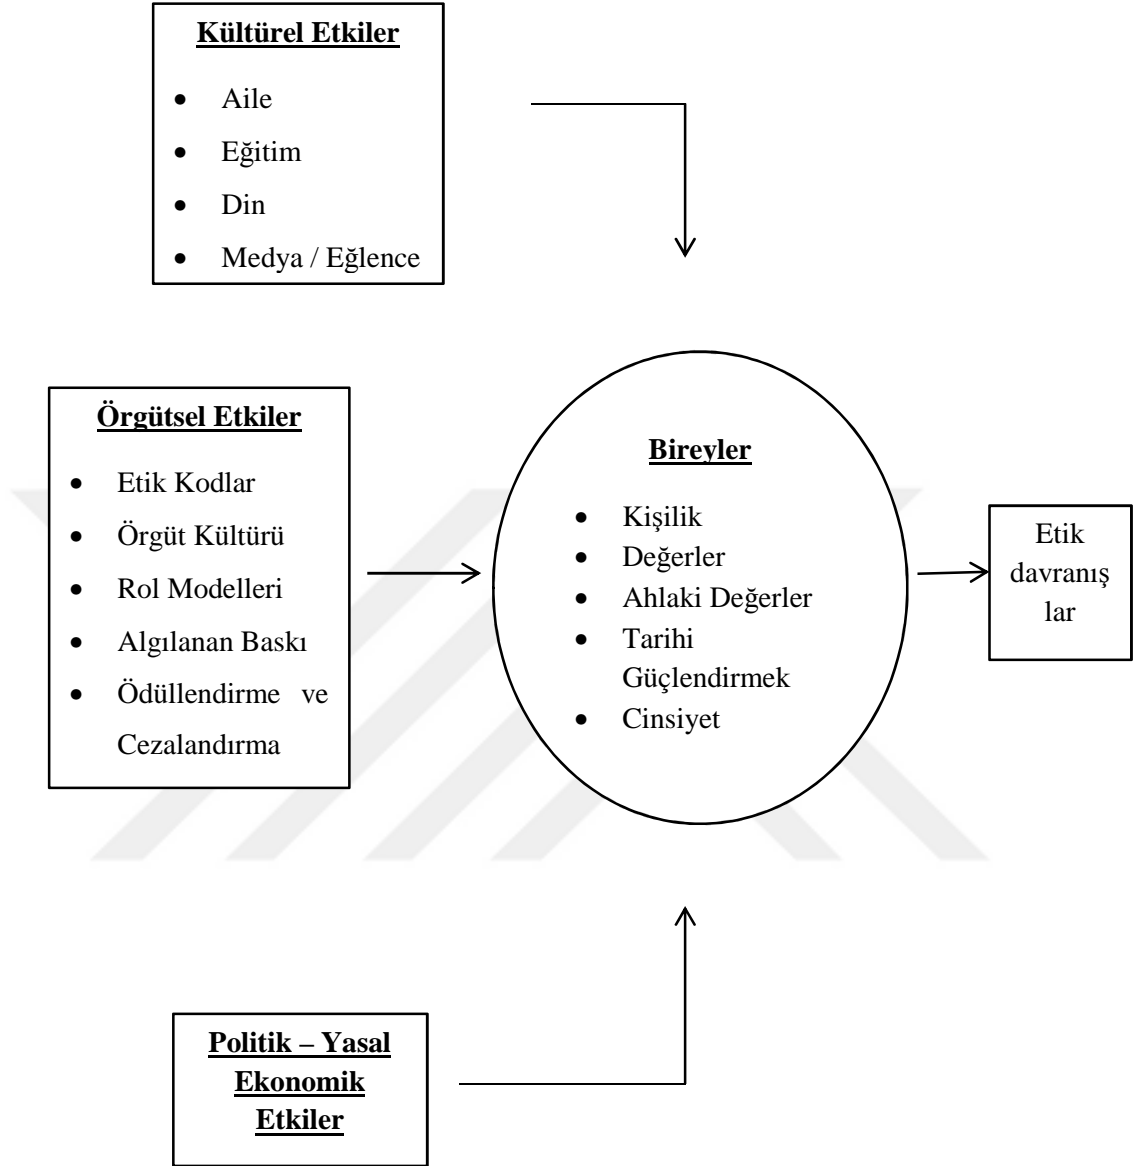 Kültürel Etkiler
• Aile
• Eğitim
• Din
• Medya / Eğlence
Örgütsel Etkiler
• Etik Kodlar
• Örgüt Kültürü
• Rol Modelleri
• Algılanan Baskı
• Ödüllendirme ve
Cezalandırma
Bireyler
• Kişilik
• Değerler
• Ahlaki Değerler
• Tarihi
Güçlendirmek
• Cinsiyet
Etik
davranış
lar
Politik – Yasal
Ekonomik
Etkiler